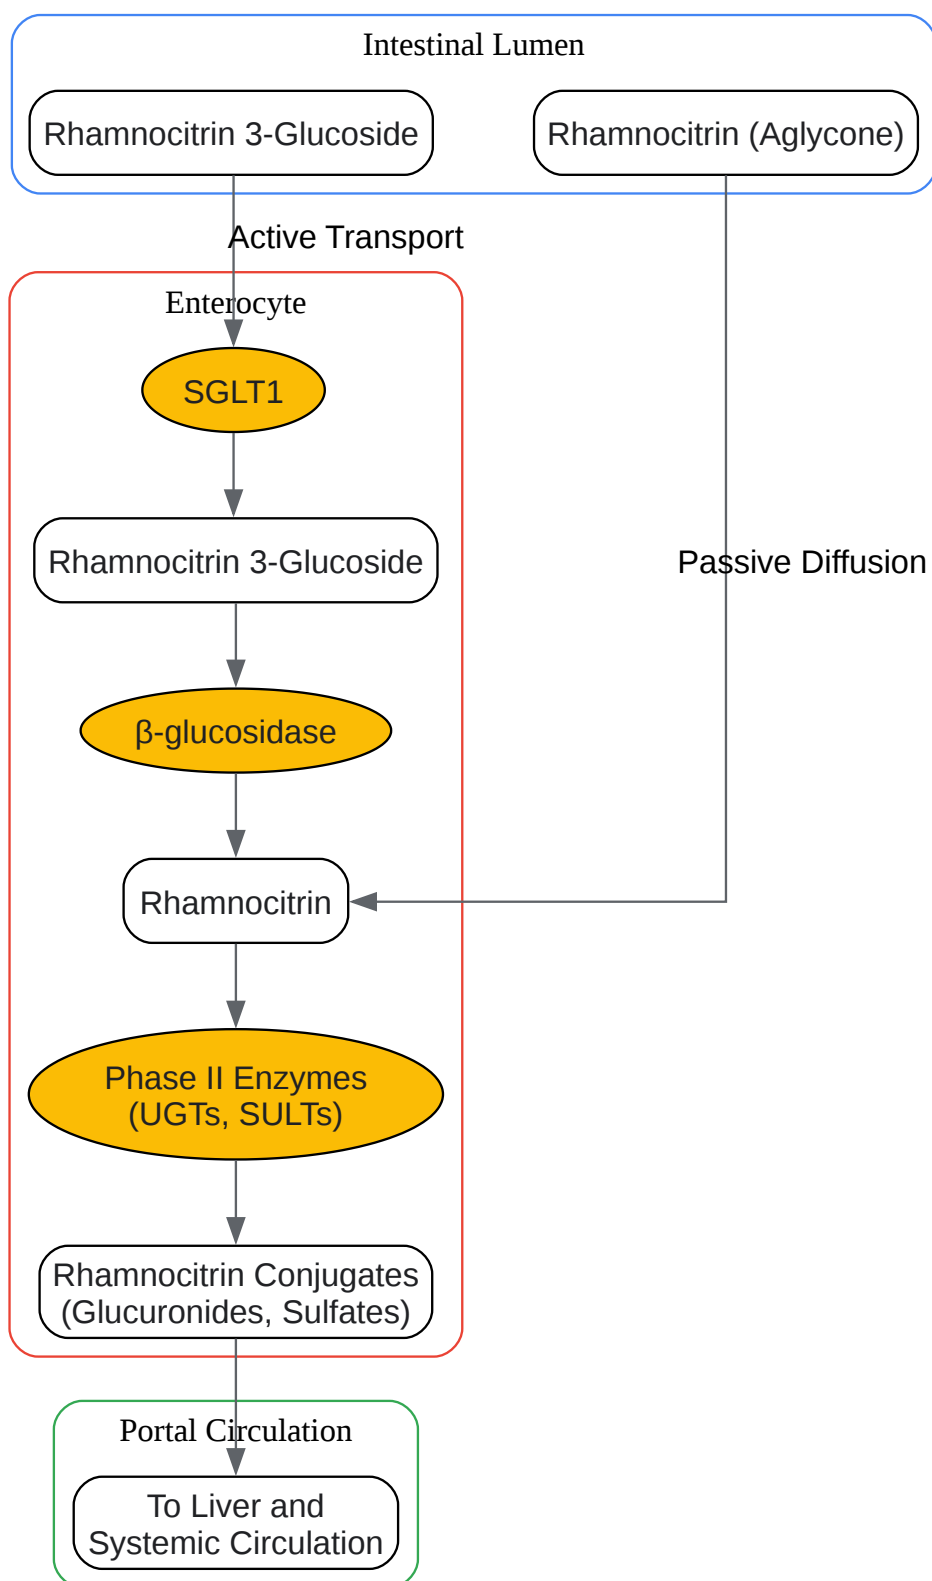 Intestinal Lumen
Rhamnocitrin 3-Glucoside
Rhamnocitrin (Aglycone)
Active Transport
Enterocyte
SGLT1
Rhamnocitrin 3-Glucoside
Passive Diffusion
β-glucosidase
Rhamnocitrin
Phase II Enzymes
(UGTs, SULTs)
Rhamnocitrin Conjugates
(Glucuronides, Sulfates)
Portal Circulation
To Liver and
Systemic Circulation